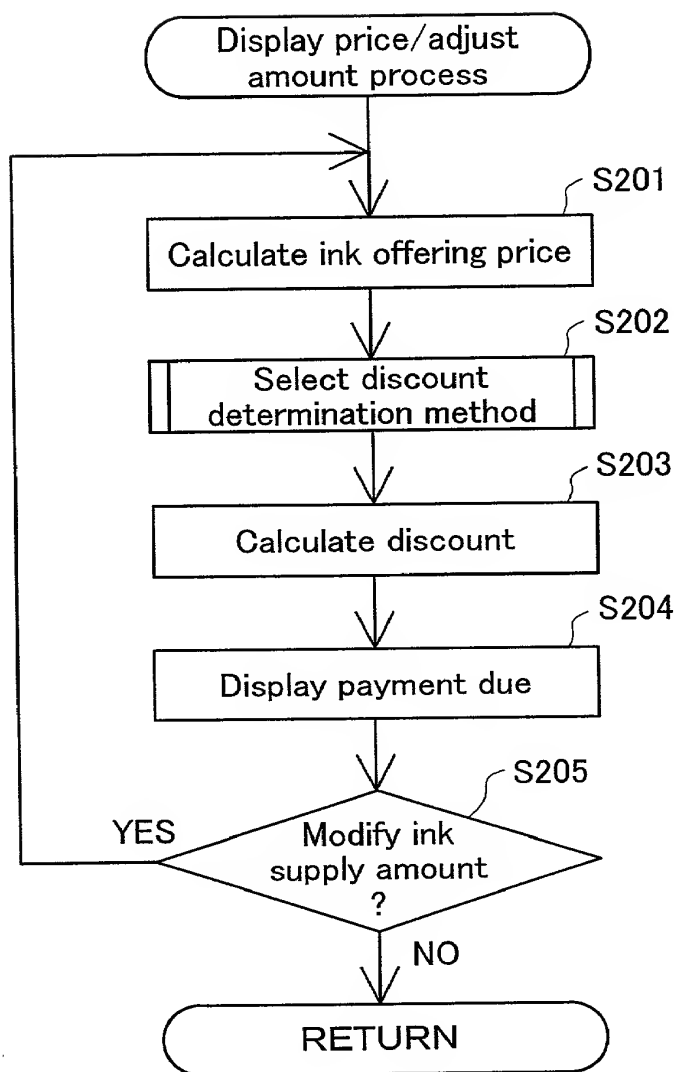 Display price/adjust
amount process
S201
Calculate ink offering price
S202
Select discount
determination method
S203
Calculate discount
S204
Display payment due
S205
YES
Modify ink
supply amount
?
NO
RETURN